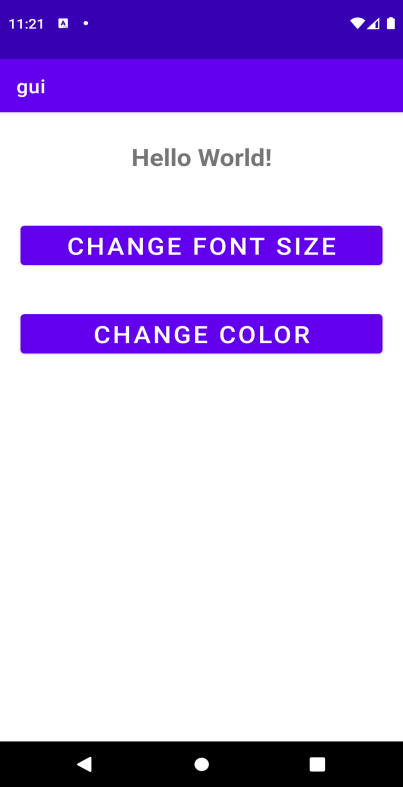 11:21
gui
Hello World!
CHANGE FONT SIZE
CHANGE COLOR